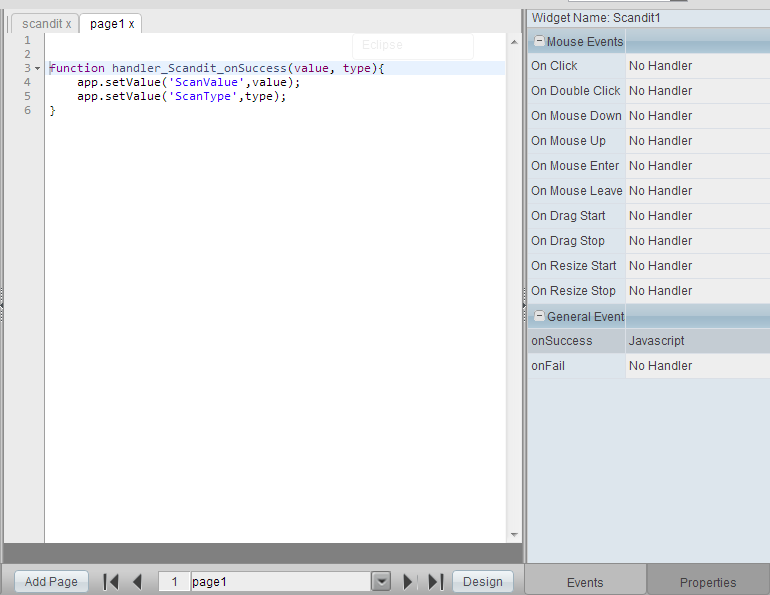 scandit x page1 x
Widget Name: Scandit1
Eclipse
1
2
3 function handler_Scandit_onSuccess(value, type){
4 app.setValue('ScanValue',value);
5 app.setValue('ScanType',type);
6 }
Mouse Events
On Click No Handler
On Double Click No Handler
On Mouse Down No Handler
On Mouse Up No Handler
On Mouse Enter No Handler
On Mouse Leave No Handler
On Drag Start No Handler
On Drag Stop No Handler
On Resize Start No Handler
On Resize Stop No Handler
General Event
onSuccess Javascript
onFail No Handler
Add Page 1 page1 Design
Events Properties